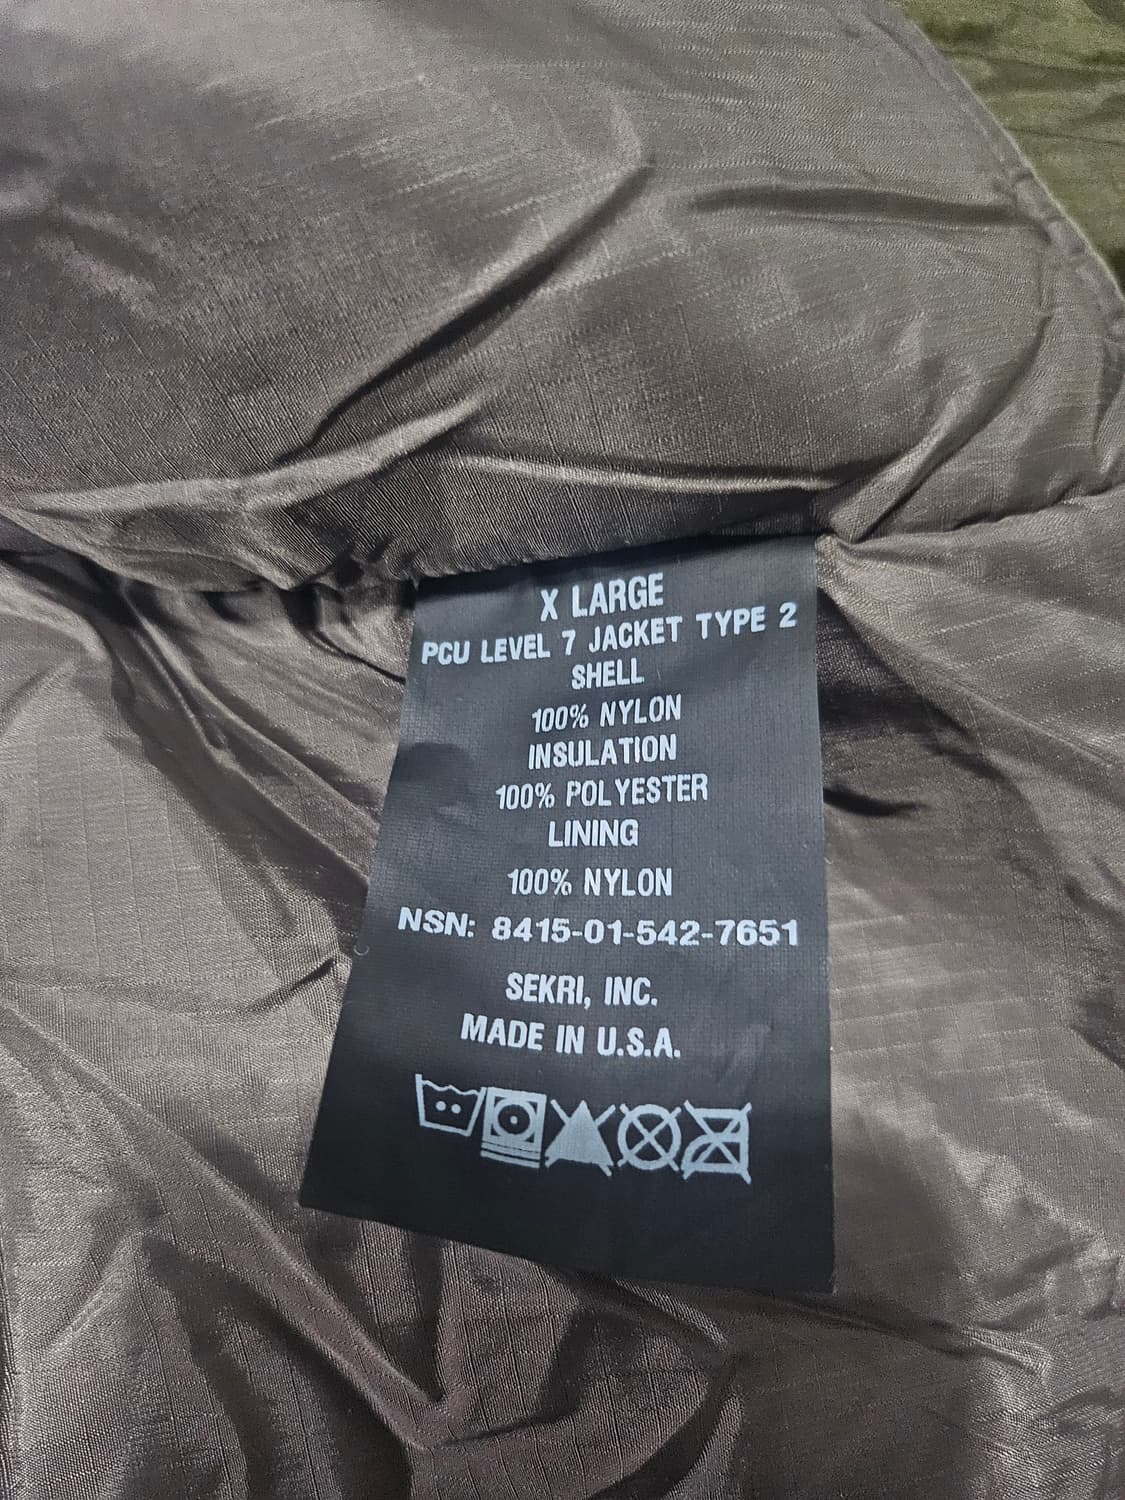 X LARGE
PCU LEVEL 7 JACKET TYPE 2
SHELL
100% NYLON
INSULATION
100% POLYESTER
LINING
100% NYLON
NSN: 8415-01-542-7651
SEKRI, INC.
MADE IN U.S.A.